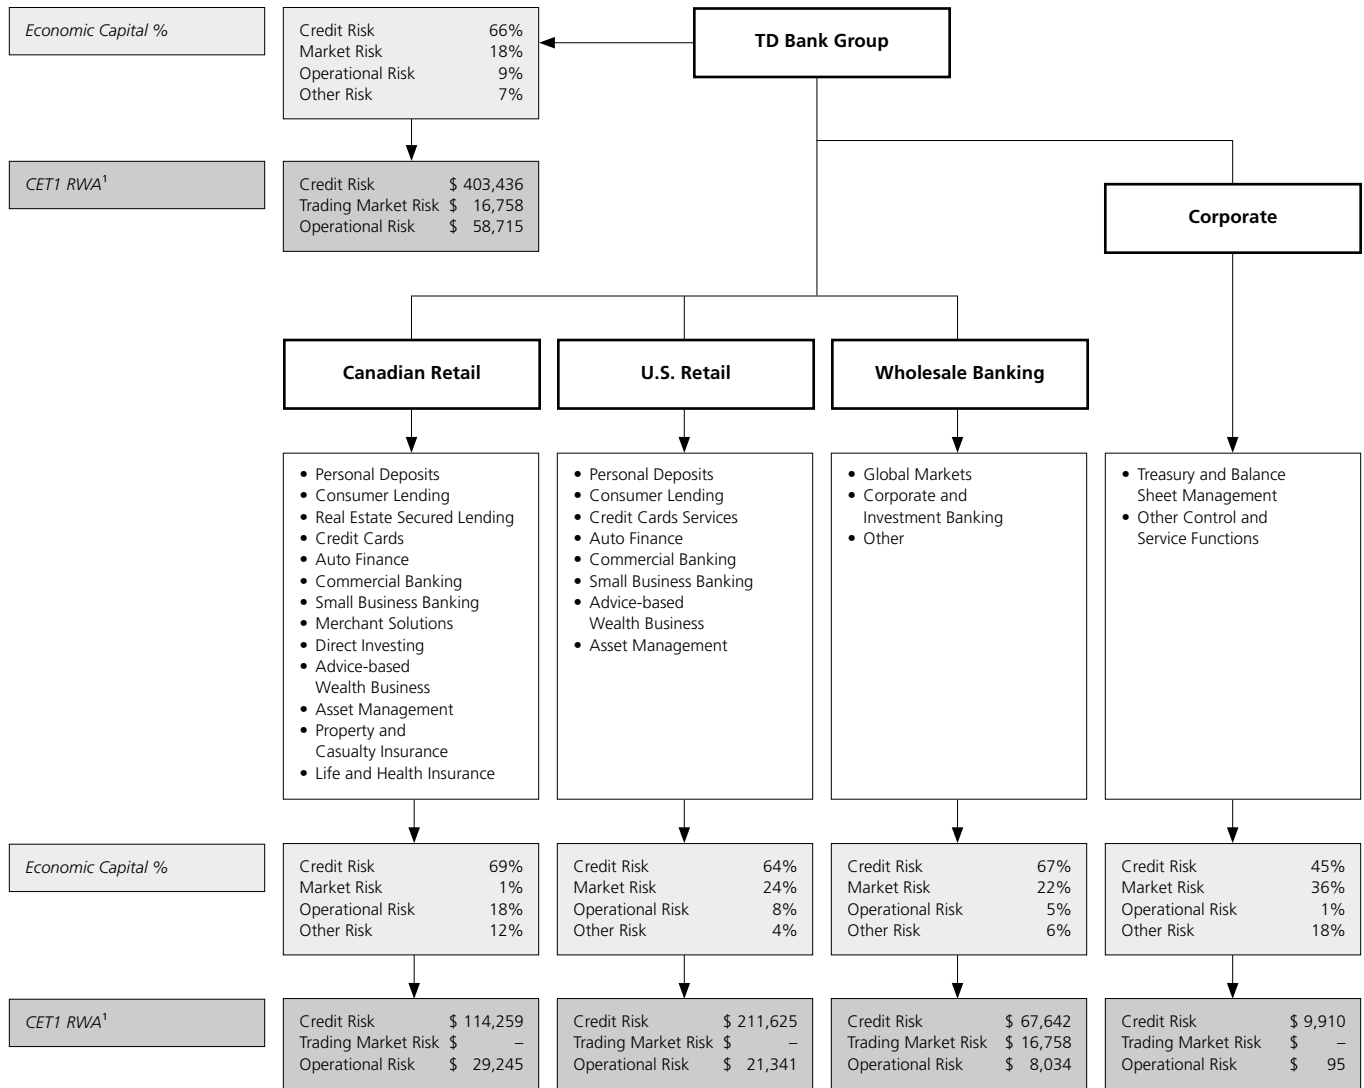 Economic Capital %
Credit Risk 66%
Market Risk 18%
Operational Risk 9%
Other Risk 7%
TD Bank Group
CET1 RWA¹
Credit Risk $ 403,436
Trading Market Risk $ 16,758
Operational Risk $ 58,715
Corporate
Canadian Retail
U.S. Retail
Wholesale Banking
• Personal Deposits
• Consumer Lending
• Real Estate Secured Lending
• Credit Cards
• Auto Finance
• Commercial Banking
• Small Business Banking
• Merchant Solutions
• Direct Investing
• Advice-based
Wealth Business
• Asset Management
• Property and
Casualty Insurance
• Life and Health Insurance
• Personal Deposits
• Consumer Lending
• Credit Cards Services
• Auto Finance
• Commercial Banking
• Small Business Banking
• Advice-based
Wealth Business
• Asset Management
• Global Markets
• Corporate and
Investment Banking
• Other
• Treasury and Balance
Sheet Management
• Other Control and
Service Functions
Economic Capital %
Credit Risk 69%
Market Risk 1%
Operational Risk 18%
Other Risk 12%
Credit Risk 64%
Market Risk 24%
Operational Risk 8%
Other Risk 4%
Credit Risk 67%
Market Risk 22%
Operational Risk 5%
Other Risk 6%
Credit Risk 45%
Market Risk 36%
Operational Risk 1%
Other Risk 18%
CET1 RWA¹
Credit Risk $ 114,259
Trading Market Risk $ –
Operational Risk $ 29,245
Credit Risk $ 211,625
Trading Market Risk $ –
Operational Risk $ 21,341
Credit Risk $ 67,642
Trading Market Risk $ 16,758
Operational Risk $ 8,034
Credit Risk $ 9,910
Trading Market Risk $ –
Operational Risk $ 95